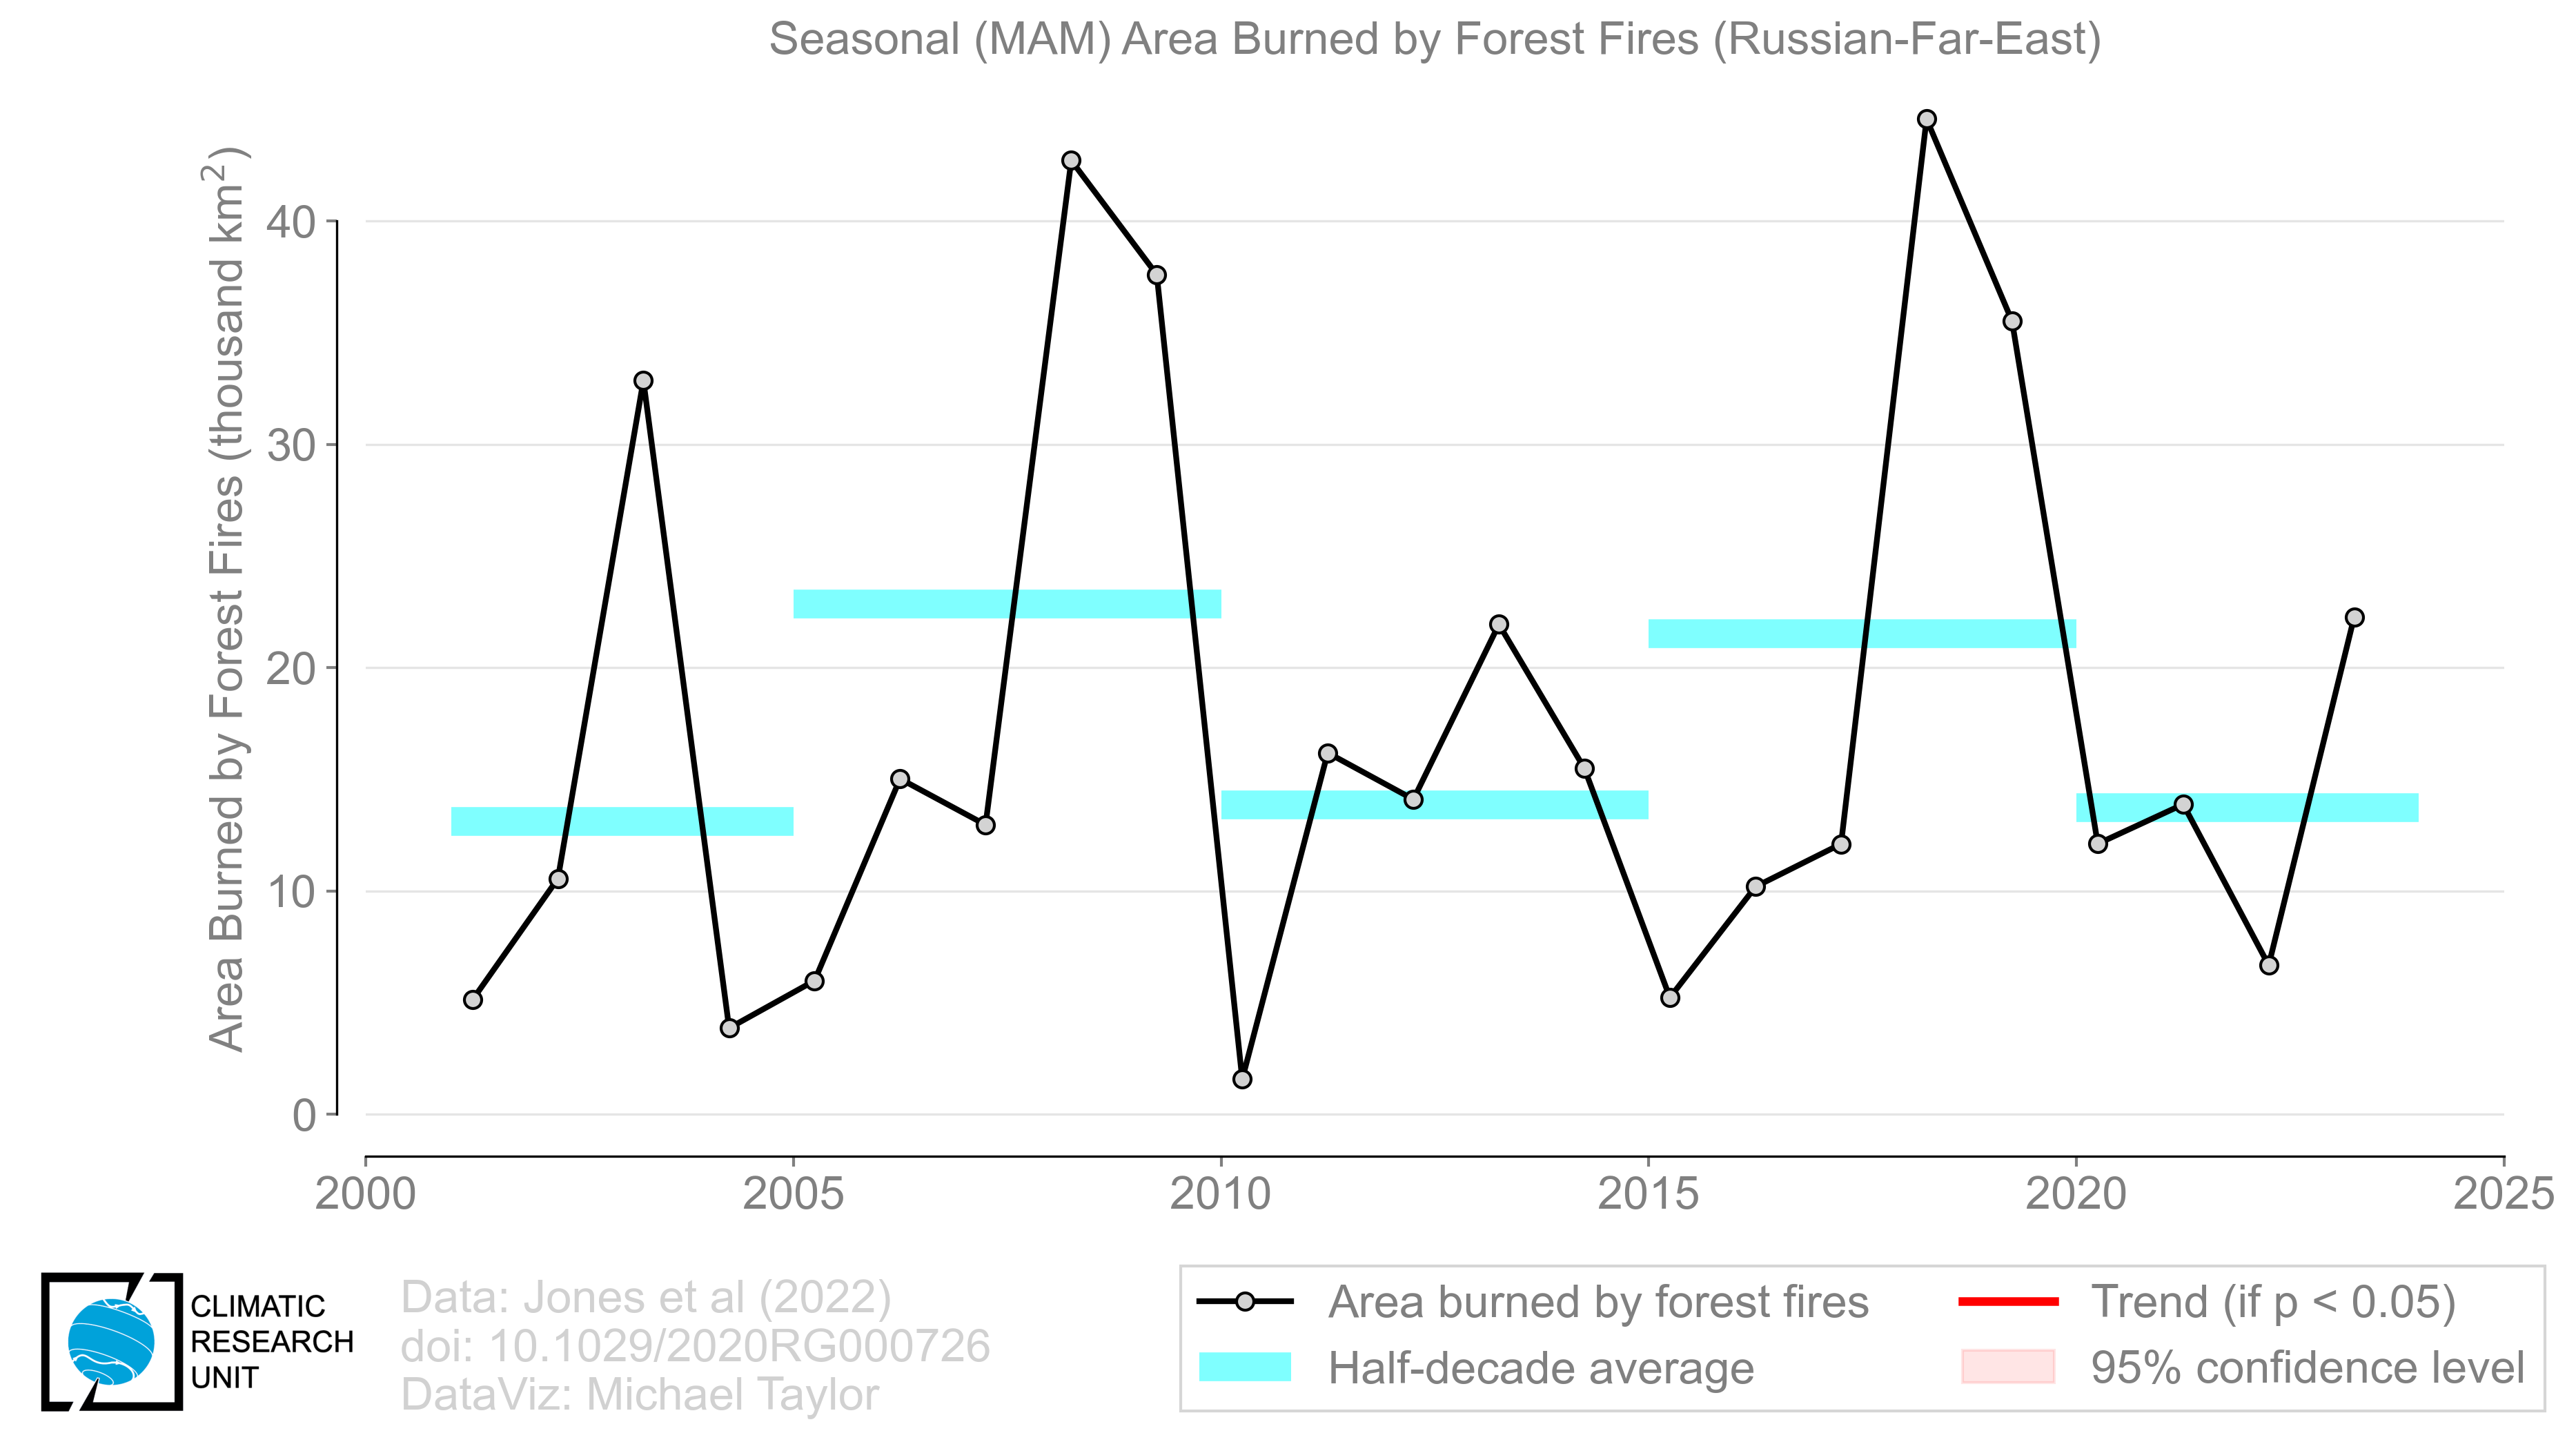 Seasonal (MAM) Area Burned by Forest Fires (Russian-Far-East)
Area Burned by Forest Fires (thousand km²)
40
30
20
10
0
2000
2005
2010
2015
2020
2025
CLIMATIC
RESEARCH
UNIT
Data: Jones et al (2022)
doi: 10.1029/2020RG000726
DataViz: Michael Taylor
Area burned by forest fires
Half-decade average
Trend (if p < 0.05)
95% confidence level